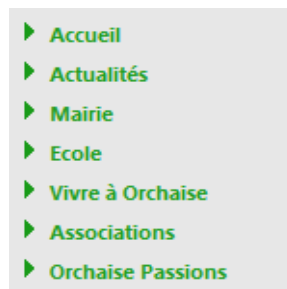 Accueil
Actualités
Mairie
Ecole
Vivre à Orchaise
Associations
Orchaise Passions